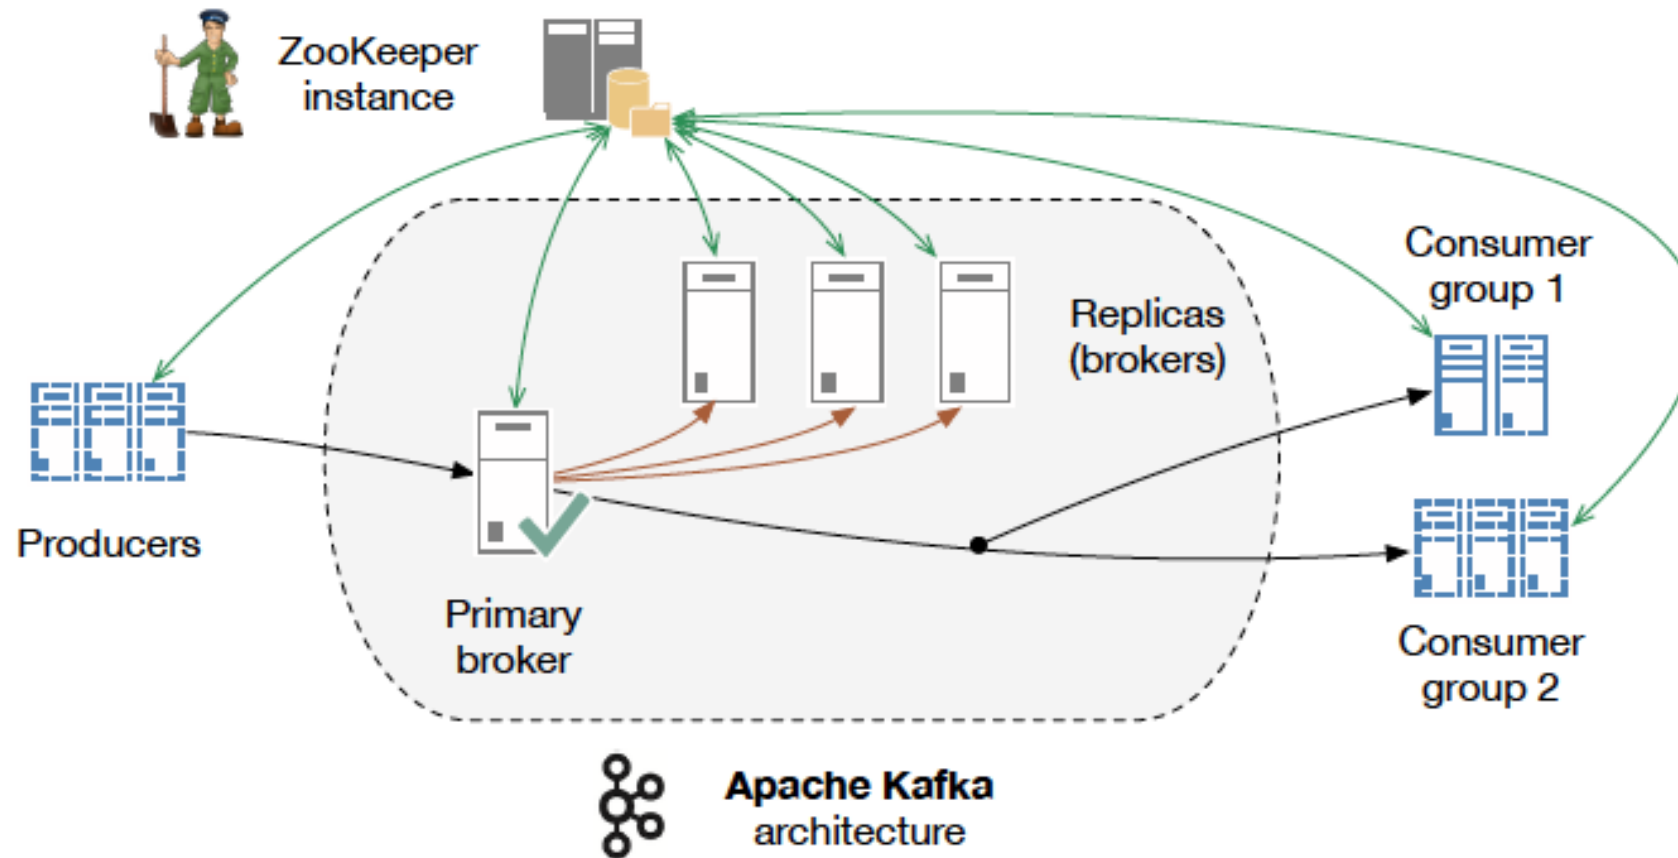 ZooKeeper
instance
Consumer
group 1
Replicas
(brokers)
Producers
Primary
broker
Consumer
group 2
Apache Kafka
architecture